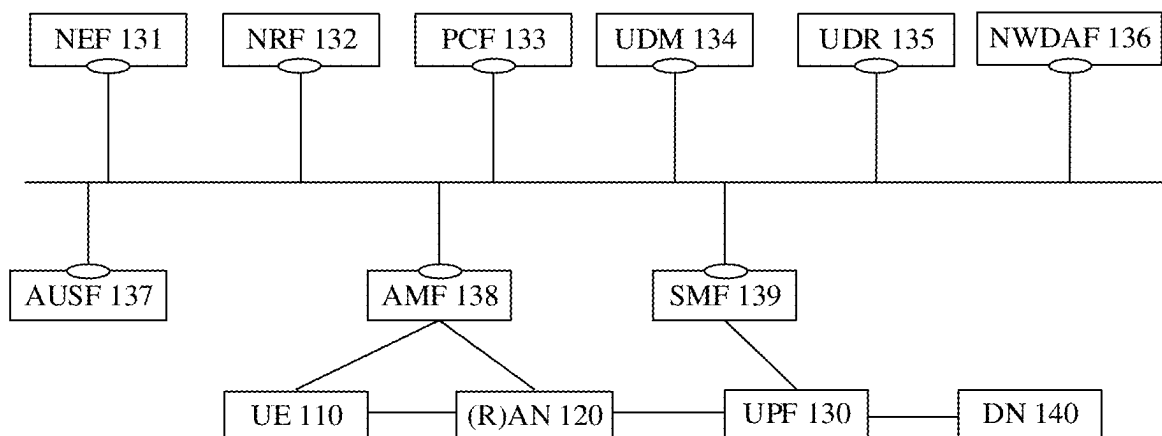 NEF 131 NRF 132 PCF 133 UDM 134 UDR 135 NWDAF 136
AUSF 137 AMF 138 SMF 139
UE 110 (R)AN 120 UPF 130 DN 140